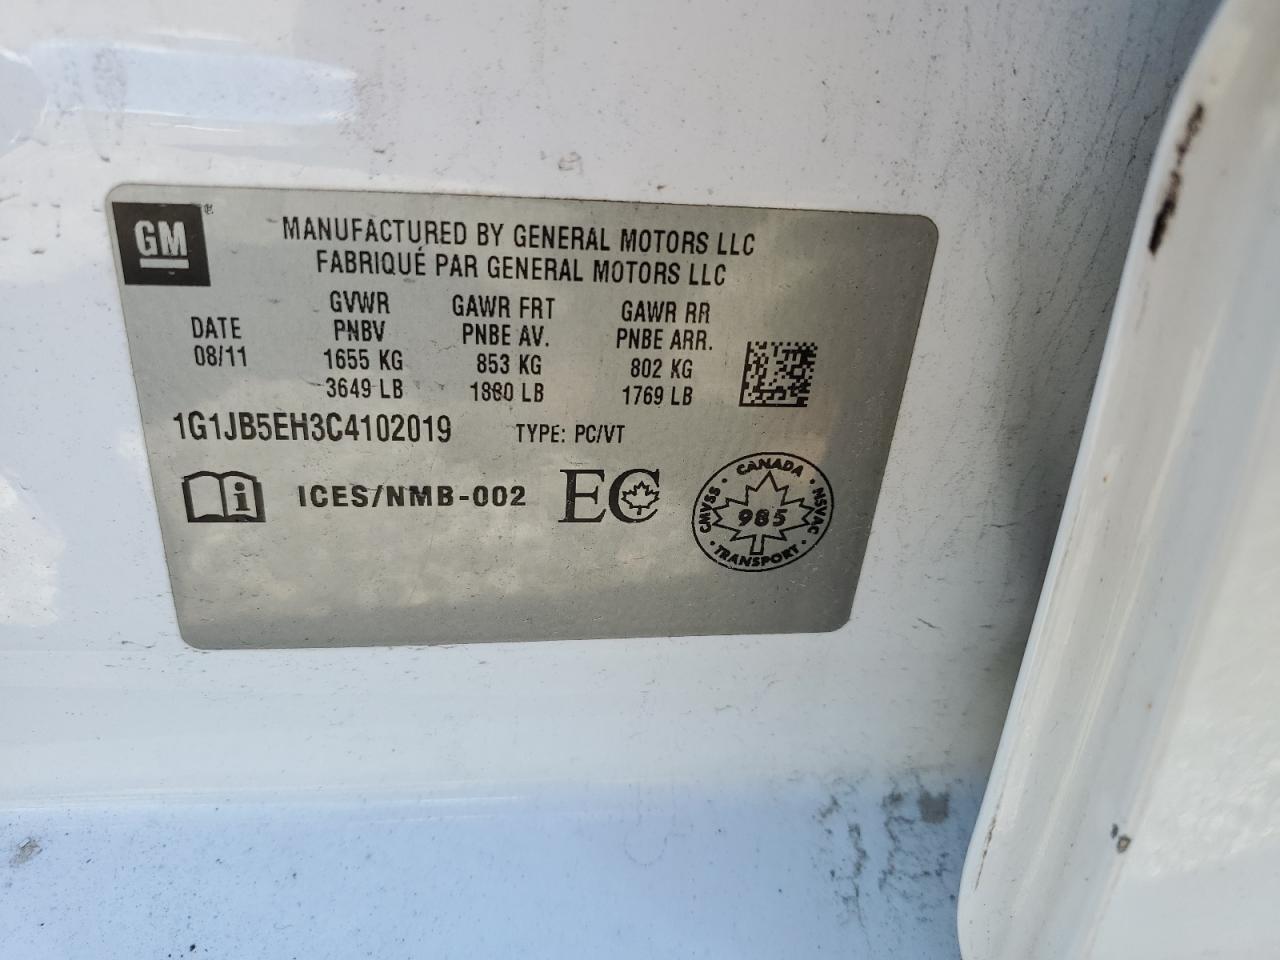 GM
MANUFACTURED BY GENERAL MOTORS LLC
FABRIQUÉ PAR GENERAL MOTORS LLC
DATE
08/11
GVWR
PNBV
1655 KG
3649 LB
GAWR FRT
PNBE AV.
853 KG
1880 LB
GAWR RR
PNBE ARR.
802 KG
1769 LB
1G1JB5EH3C4102019 TYPE: PC/VT
i ICES/NMB-002 EC
CANADA
CMVSS
985
NSVAC
TRANSPORT